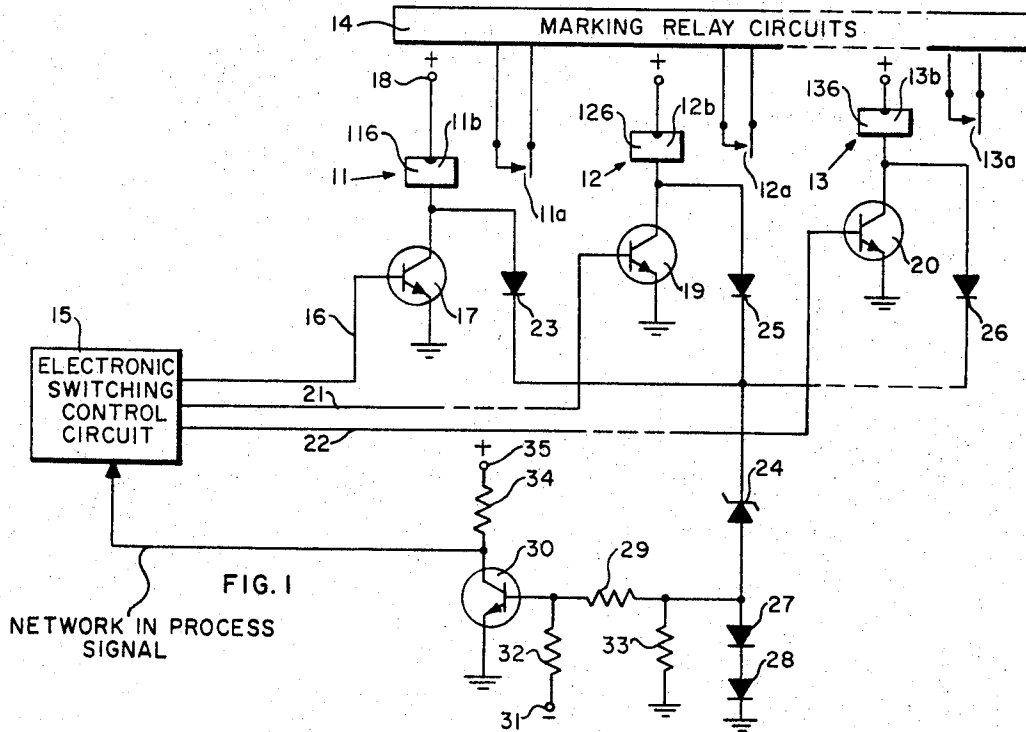 14
MARKING RELAY CIRCUITS
+
18
116
11b
11
11a
+
126
12b
12
12a
+
136
13b
13
13a
17
23
19
25
20
26
15
16
ELECTRONIC
SWITCHING
CONTROL
CIRCUIT
21
22
+
35
34
24
30
29
27
FIG. 1
NETWORK IN PROCESS
SIGNAL
32
33
28
31
–